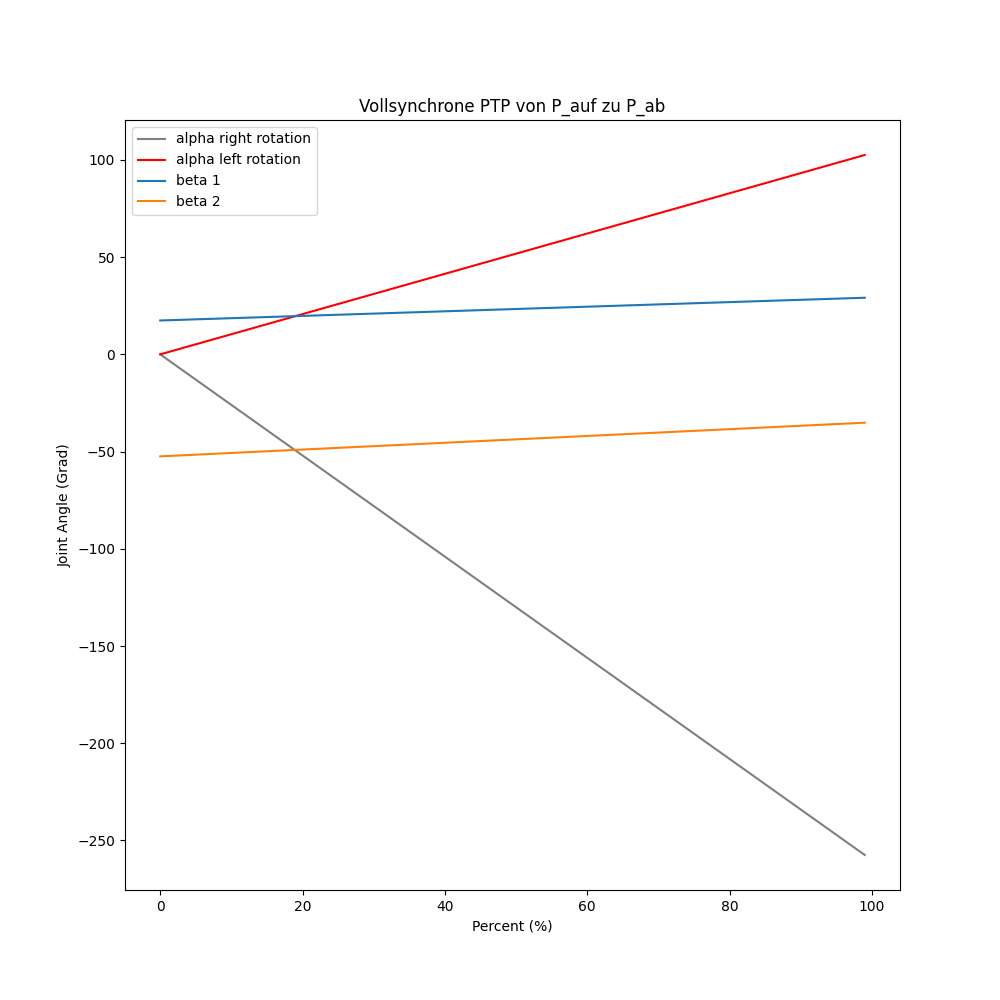 Vollsynchrone PTP von P_auf zu P_ab
alpha right rotation
alpha left rotation
beta 1
beta 2
100
50
0
−50
−100
−150
−200
−250
Joint Angle (Grad)
0 20 40 60 80 100
Percent (%)